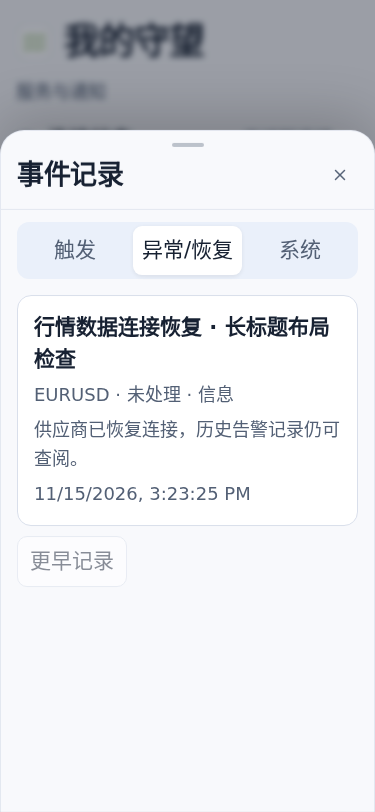 我的守望
服务与通知
事件记录
×
触发
异常/恢复
系统
行情数据连接恢复 · 长标题布局
检查
EURUSD · 未处理 · 信息
供应商已恢复连接，历史告警记录仍可
查阅。
11/15/2026, 3:23:25 PM
更早记录